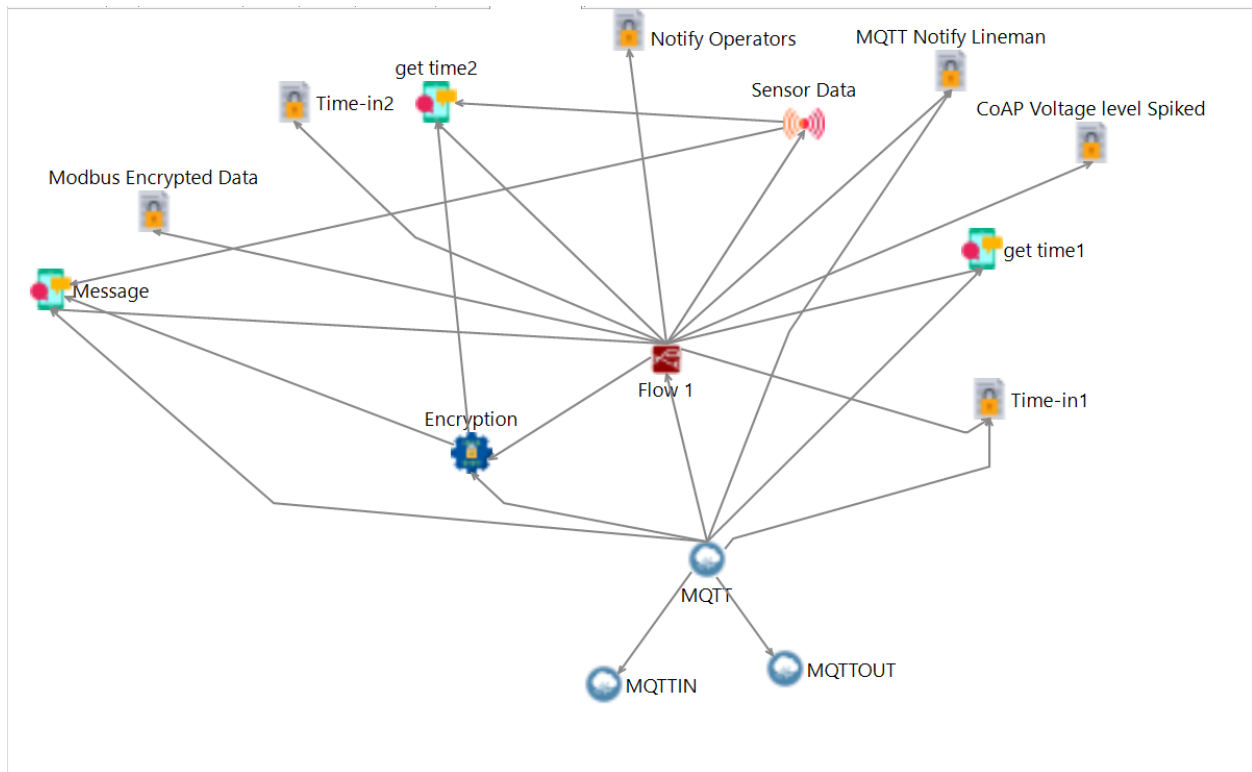 Notify Operators
MQTT Notify Lineman
get time2
Sensor Data
Time-in2
CoAP Voltage level Spiked
Modbus Encrypted Data
get time1
Message
Flow 1
Time-in1
Encryption
MQTT
MQTTIN
MQTTOUT